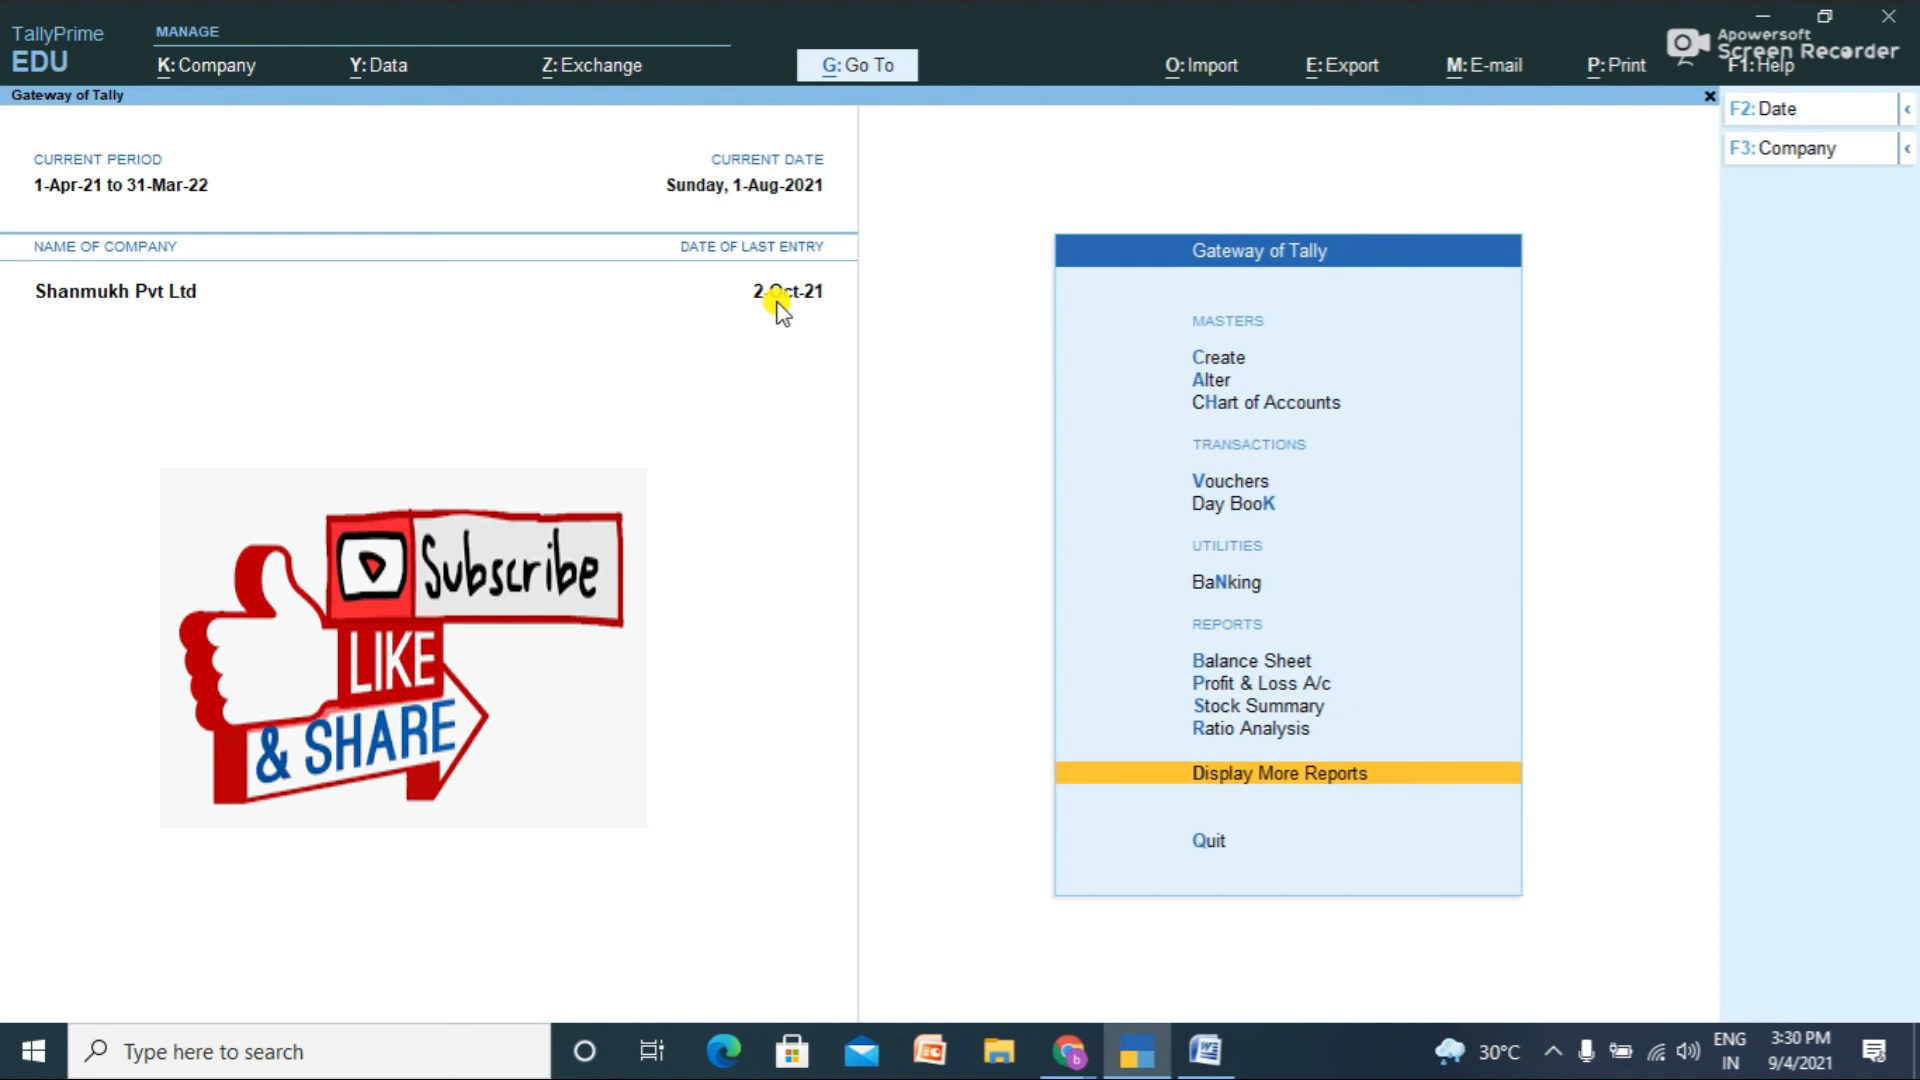 TallyPrime
EDU
MANAGE
K: Company
Y: Data
Z: Exchange
G: Go To
O: Import
E: Export
M: E-mail
P: Print
F1: Help
Apowersoft
Screen Recorder
Gateway of Tally
F2: Date
F3: Company
CURRENT PERIOD
CURRENT DATE
1-Apr-21 to 31-Mar-22
Sunday, 1-Aug-2021
NAME OF COMPANY
DATE OF LAST ENTRY
Shanmukh Pvt Ltd
2-Oct-21
Subscribe
LIKE
& SHARE
Gateway of Tally
MASTERS
Create
Alter
CHart of Accounts
TRANSACTIONS
Vouchers
Day BooK
UTILITIES
BaNking
REPORTS
Balance Sheet
Profit & Loss A/c
Stock Summary
Ratio Analysis
Display More Reports
Quit
Type here to search
30°C
ENG
IN
3:30 PM
9/4/2021